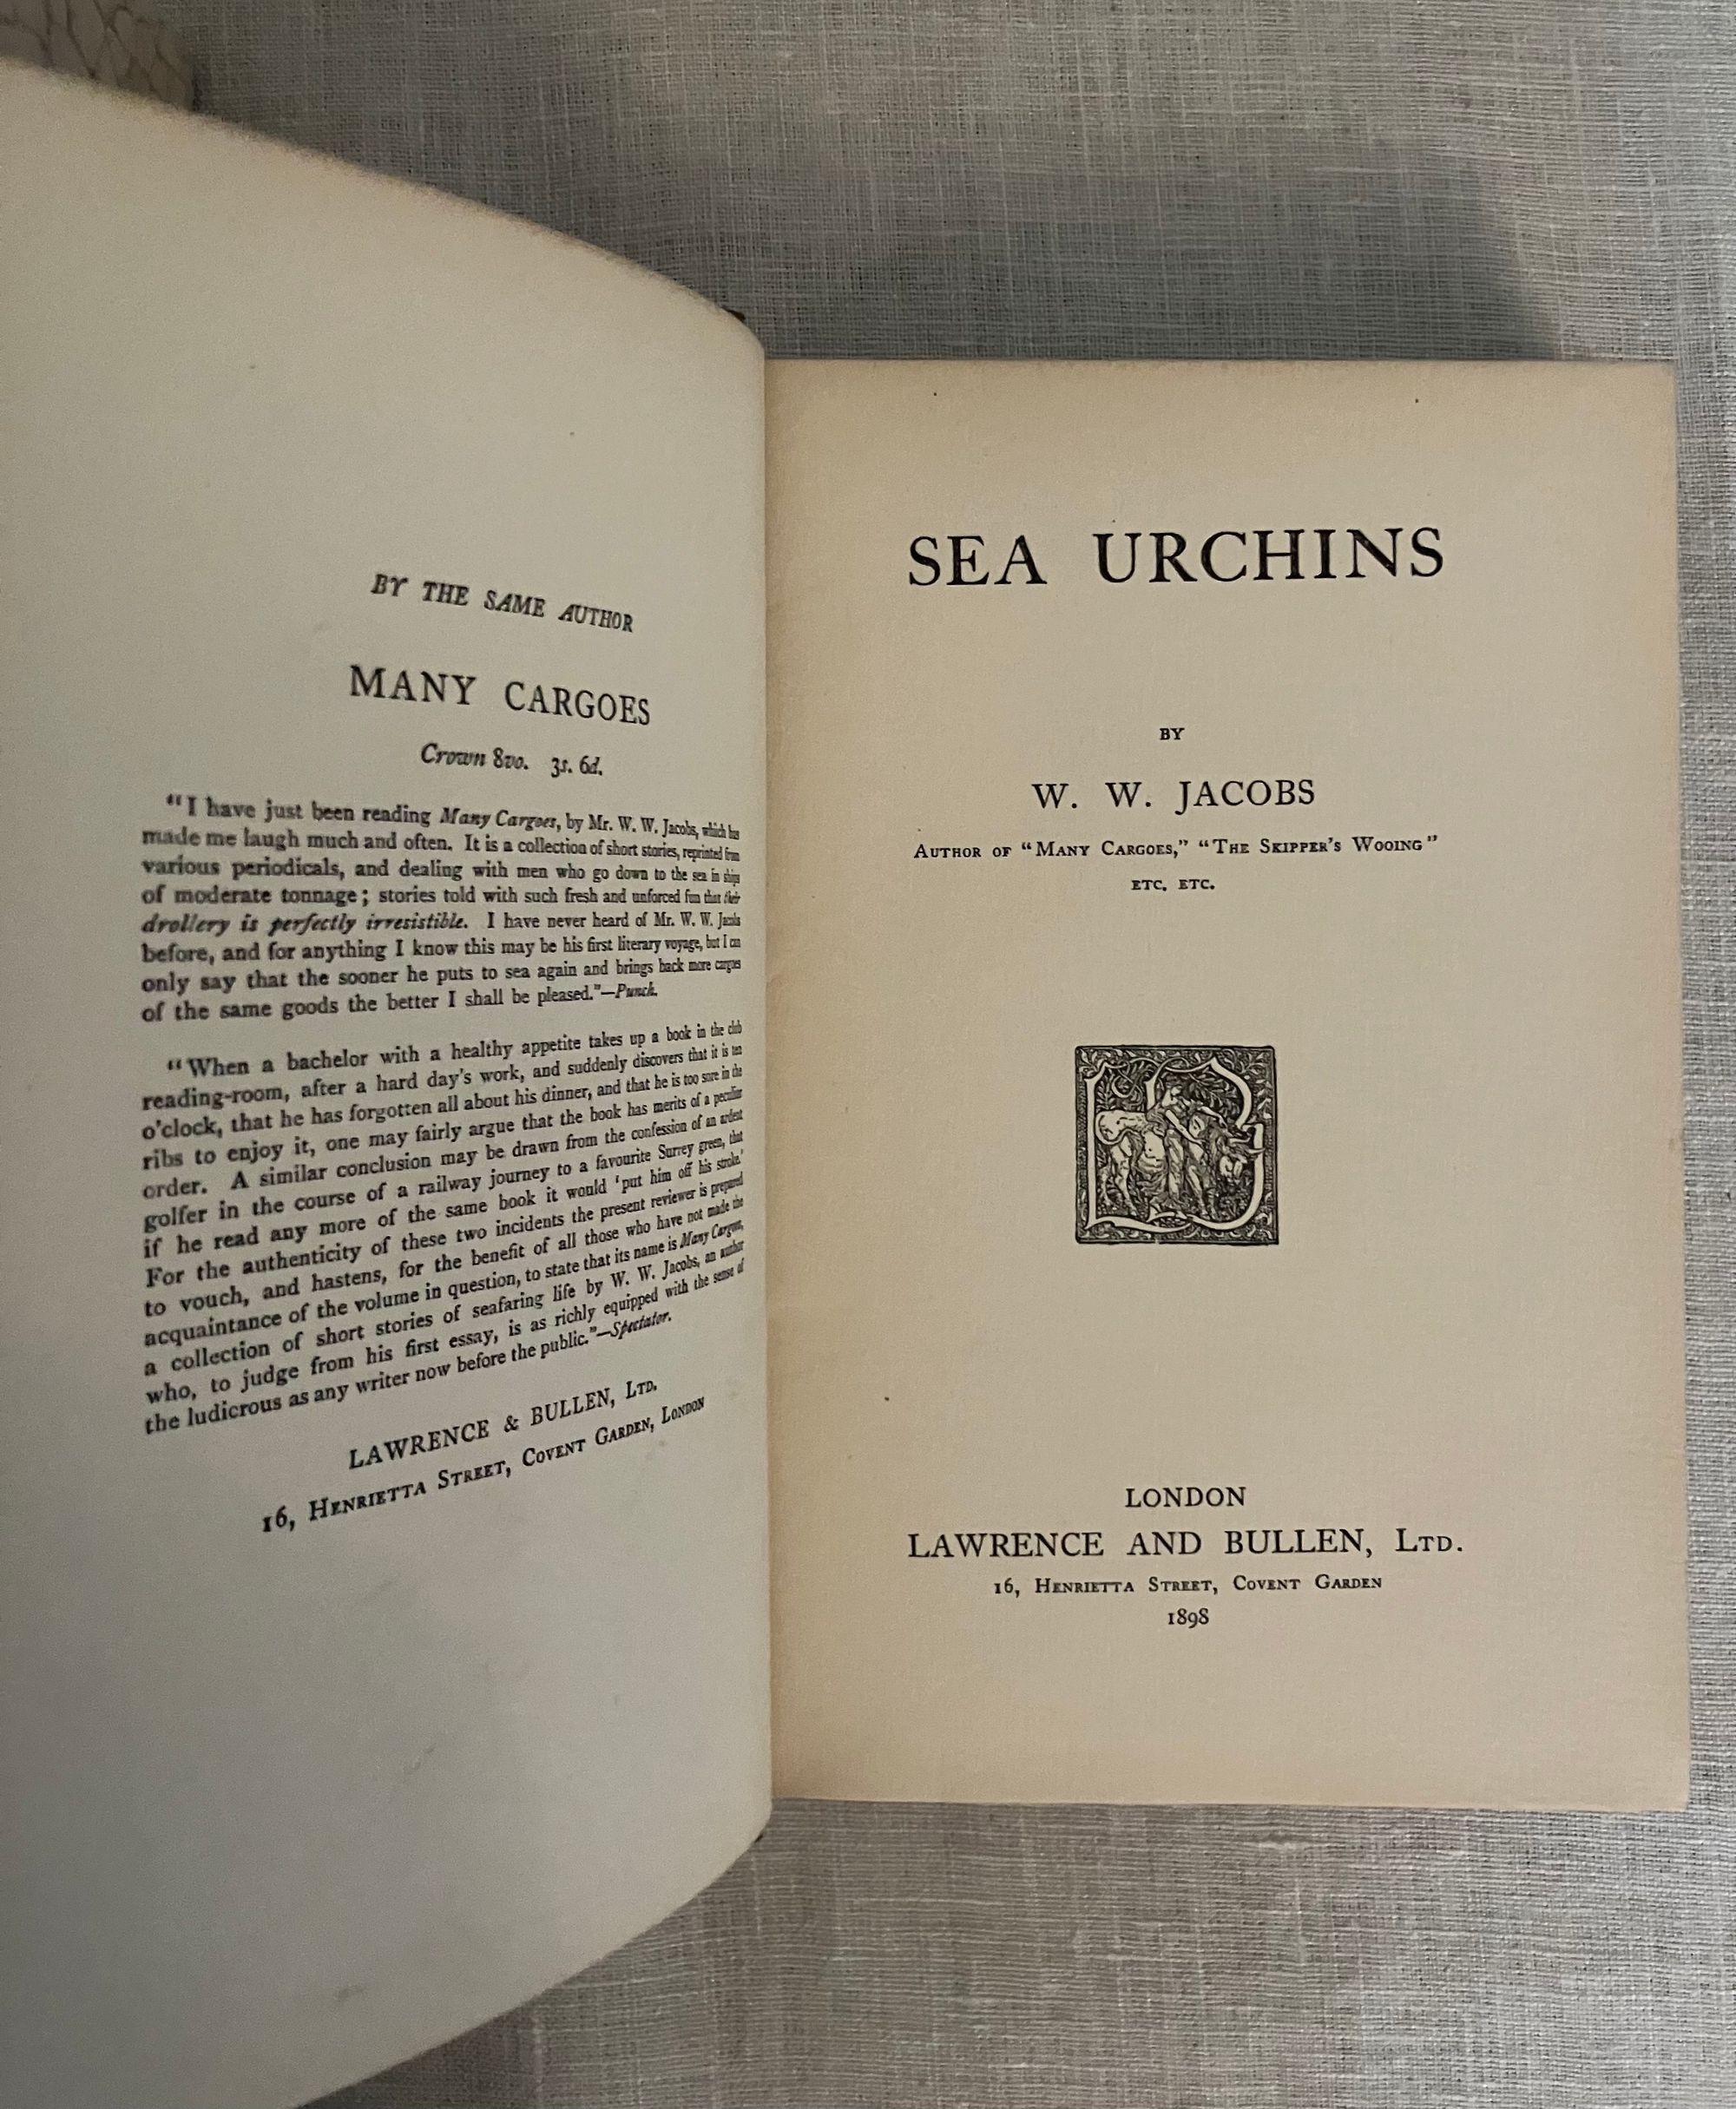 BY THE SAME AUTHOR
MANY CARGOES
Crown 8vo. 3s. 6d.
"I have just been reading Many Cargoes, by Mr. W. W. Jacobs, which has
made me laugh much and often. It is a collection of short stories, reprinted from
various periodicals, and dealing with men who go down to the sea in ships
of moderate tonnage; stories told with such fresh and unforced fun that their
drollery is perfectly irresistible. I have never heard of Mr. W. W. Jacobs
before, and for anything I know this may be his first literary voyage, but I can
only say that the sooner he puts to sea again and brings back more cargoes
of the same goods the better I shall be pleased."—Punch.
"When a bachelor with a healthy appetite takes up a book in the club
reading-room, after a hard day's work, and suddenly discovers that it is ten
o'clock, that he has forgotten all about his dinner, and that he is too sore in the
ribs to enjoy it, one may fairly argue that the book has merits of a peculiar
order. A similar conclusion may be drawn from the confession of an ardent
golfer in the course of a railway journey to a favourite Surrey green, that
if he read any more of the same book it would 'put him off his stroke.'
For the authenticity of these two incidents the present reviewer is prepared
to vouch, and hastens, for the benefit of all those who have not made the
acquaintance of the volume in question, to state that its name is Many Cargoes,
a collection of short stories of seafaring life by W. W. Jacobs, an author
who, to judge from his first essay, is as richly equipped with the sense of
the ludicrous as any writer now before the public."—Spectator.
LAWRENCE & BULLEN, LTD.
16, HENRIETTA STREET, COVENT GARDEN, LONDON
SEA URCHINS
BY
W. W. JACOBS
AUTHOR OF "MANY CARGOES," "THE SKIPPER'S WOOING"
ETC. ETC.
LONDON
LAWRENCE AND BULLEN, LTD.
16, HENRIETTA STREET, COVENT GARDEN
1898